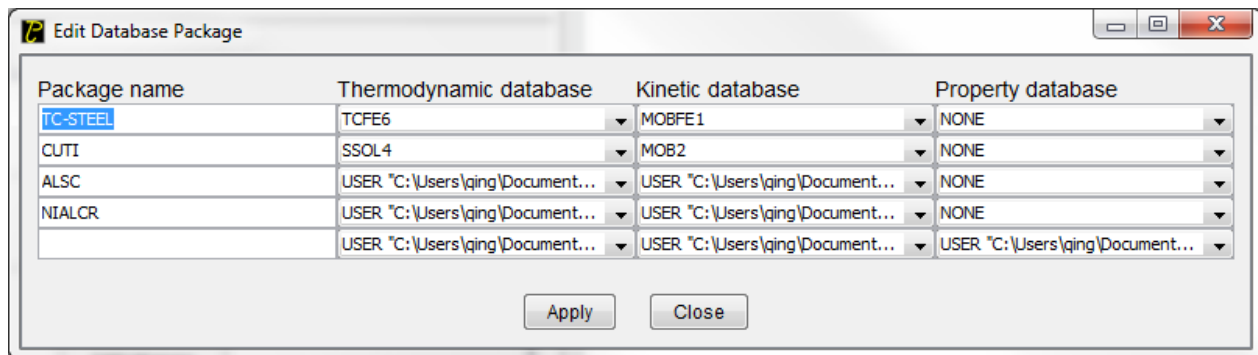 Edit Database Package
Package name Thermodynamic database Kinetic database Property database
TC-STEEL TCFE6 MOBFE1 NONE
CUTI SSOL4 MOB2 NONE
ALSC USER "C:\Users\qing\Document... USER "C:\Users\qing\Document... NONE
NIALCR USER "C:\Users\qing\Document... USER "C:\Users\qing\Document... NONE
USER "C:\Users\qing\Document... USER "C:\Users\qing\Document... USER "C:\Users\qing\Document...
Apply Close